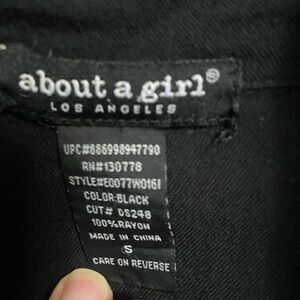 about a girl®
LOS ANGELES
UPC#886998947790
RN#130778
STYLE#EG077W0161
COLOR:BLACK
CUT# DS248
100%RAYON
MADE IN CHINA
S
CARE ON REVERSE